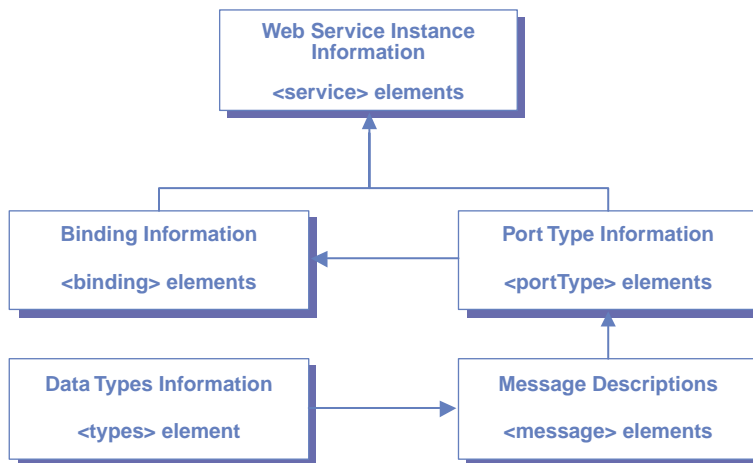 Web Service Instance
Information
<service> elements
Binding Information
<binding> elements
Port Type Information
<portType> elements
Data Types Information
<types> element
Message Descriptions
<message> elements